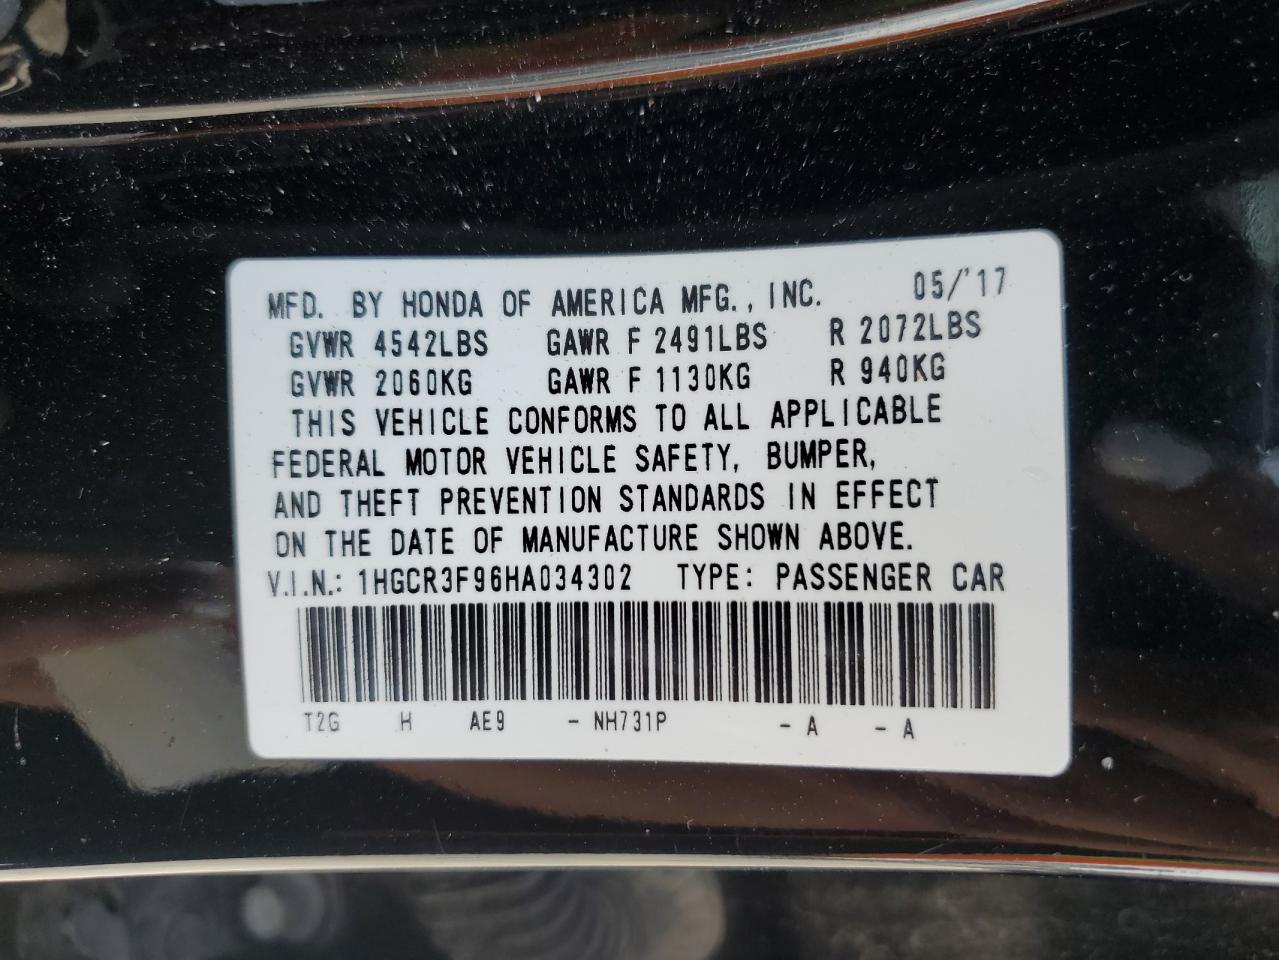 MFD. BY HONDA OF AMERICA MFG., INC. 05/'17
GVWR 4542LBS GAWR F 2491LBS R 2072LBS
GVWR 2060KG GAWR F 1130KG R 940KG
THIS VEHICLE CONFORMS TO ALL APPLICABLE
FEDERAL MOTOR VEHICLE SAFETY, BUMPER,
AND THEFT PREVENTION STANDARDS IN EFFECT
ON THE DATE OF MANUFACTURE SHOWN ABOVE.
V.I.N.: 1HGCR3F96HA034302 TYPE: PASSENGER CAR
T2G H AE9 - NH731P - A - A